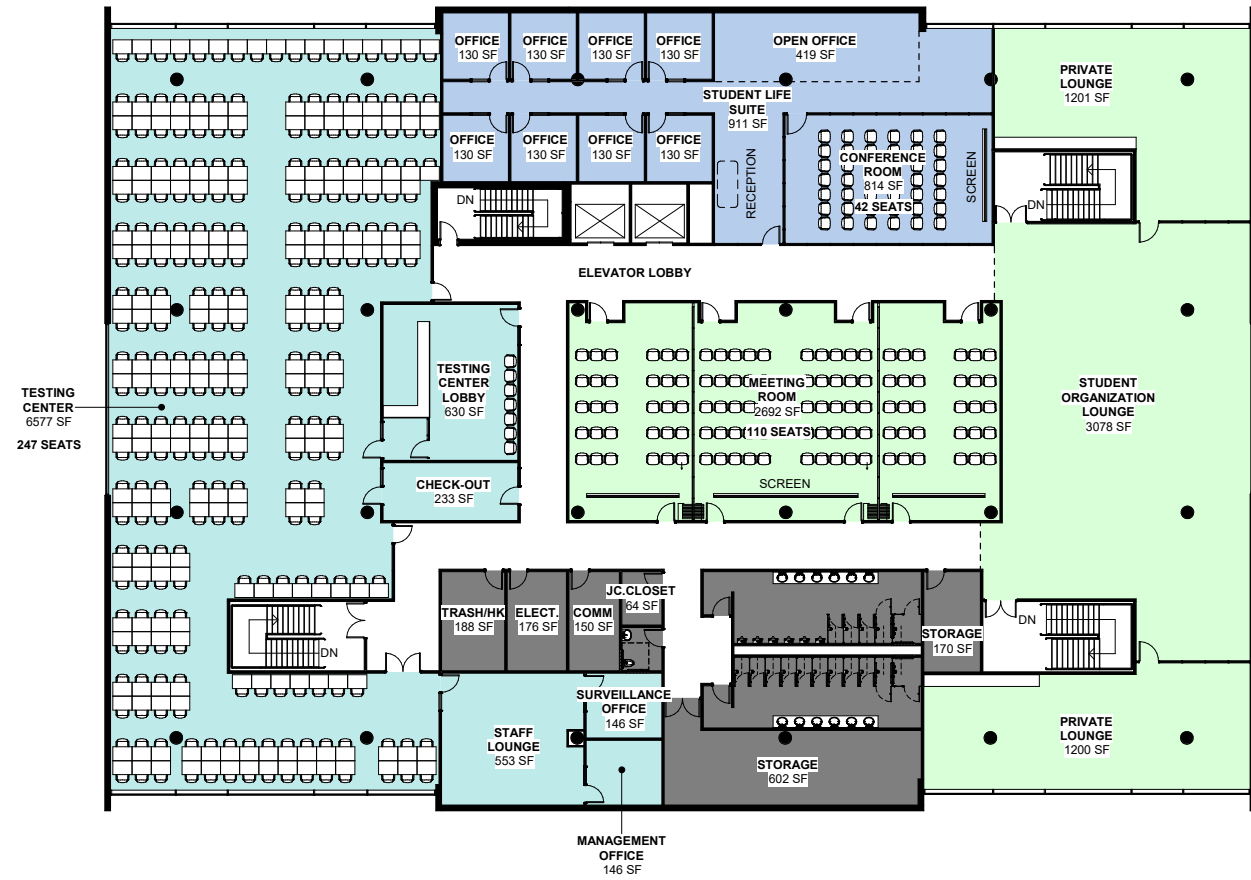 OFFICE
130 SF
OFFICE
130 SF
OFFICE
130 SF
OFFICE
130 SF
OPEN OFFICE
419 SF
PRIVATE
LOUNGE
1201 SF
STUDENT LIFE
SUITE
911 SF
OFFICE
130 SF
OFFICE
130 SF
OFFICE
130 SF
OFFICE
130 SF
RECEPTION
CONFERENCE
ROOM
814 SF
42 SEATS
SCREEN
DN
DN
ELEVATOR LOBBY
TESTING
CENTER
6577 SF
247 SEATS
TESTING
CENTER
LOBBY
630 SF
MEETING
ROOM
2692 SF
110 SEATS
SCREEN
STUDENT
ORGANIZATION
LOUNGE
3078 SF
CHECK-OUT
233 SF
TRASH/HK
188 SF
ELECT.
176 SF
COMM
150 SF
JC.CLOSET
64 SF
STORAGE
170 SF
DN
DN
SURVEILLANCE
OFFICE
146 SF
STAFF
LOUNGE
553 SF
STORAGE
602 SF
PRIVATE
LOUNGE
1200 SF
MANAGEMENT
OFFICE
146 SF